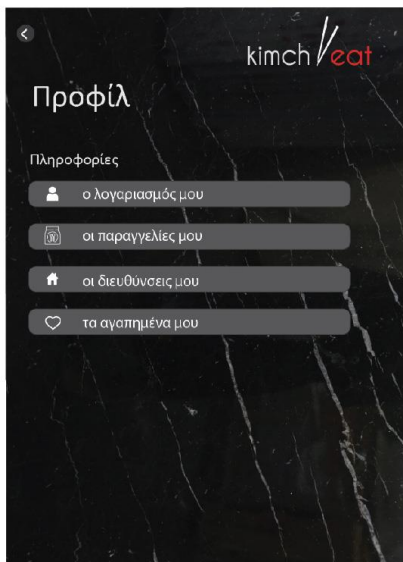 kimch eat
Προφίλ
Πληροφορίες
ο λογαριασμός μου
οι παραγγελίες μου
οι διευθύνσεις μου
τα αγαπημένα μου